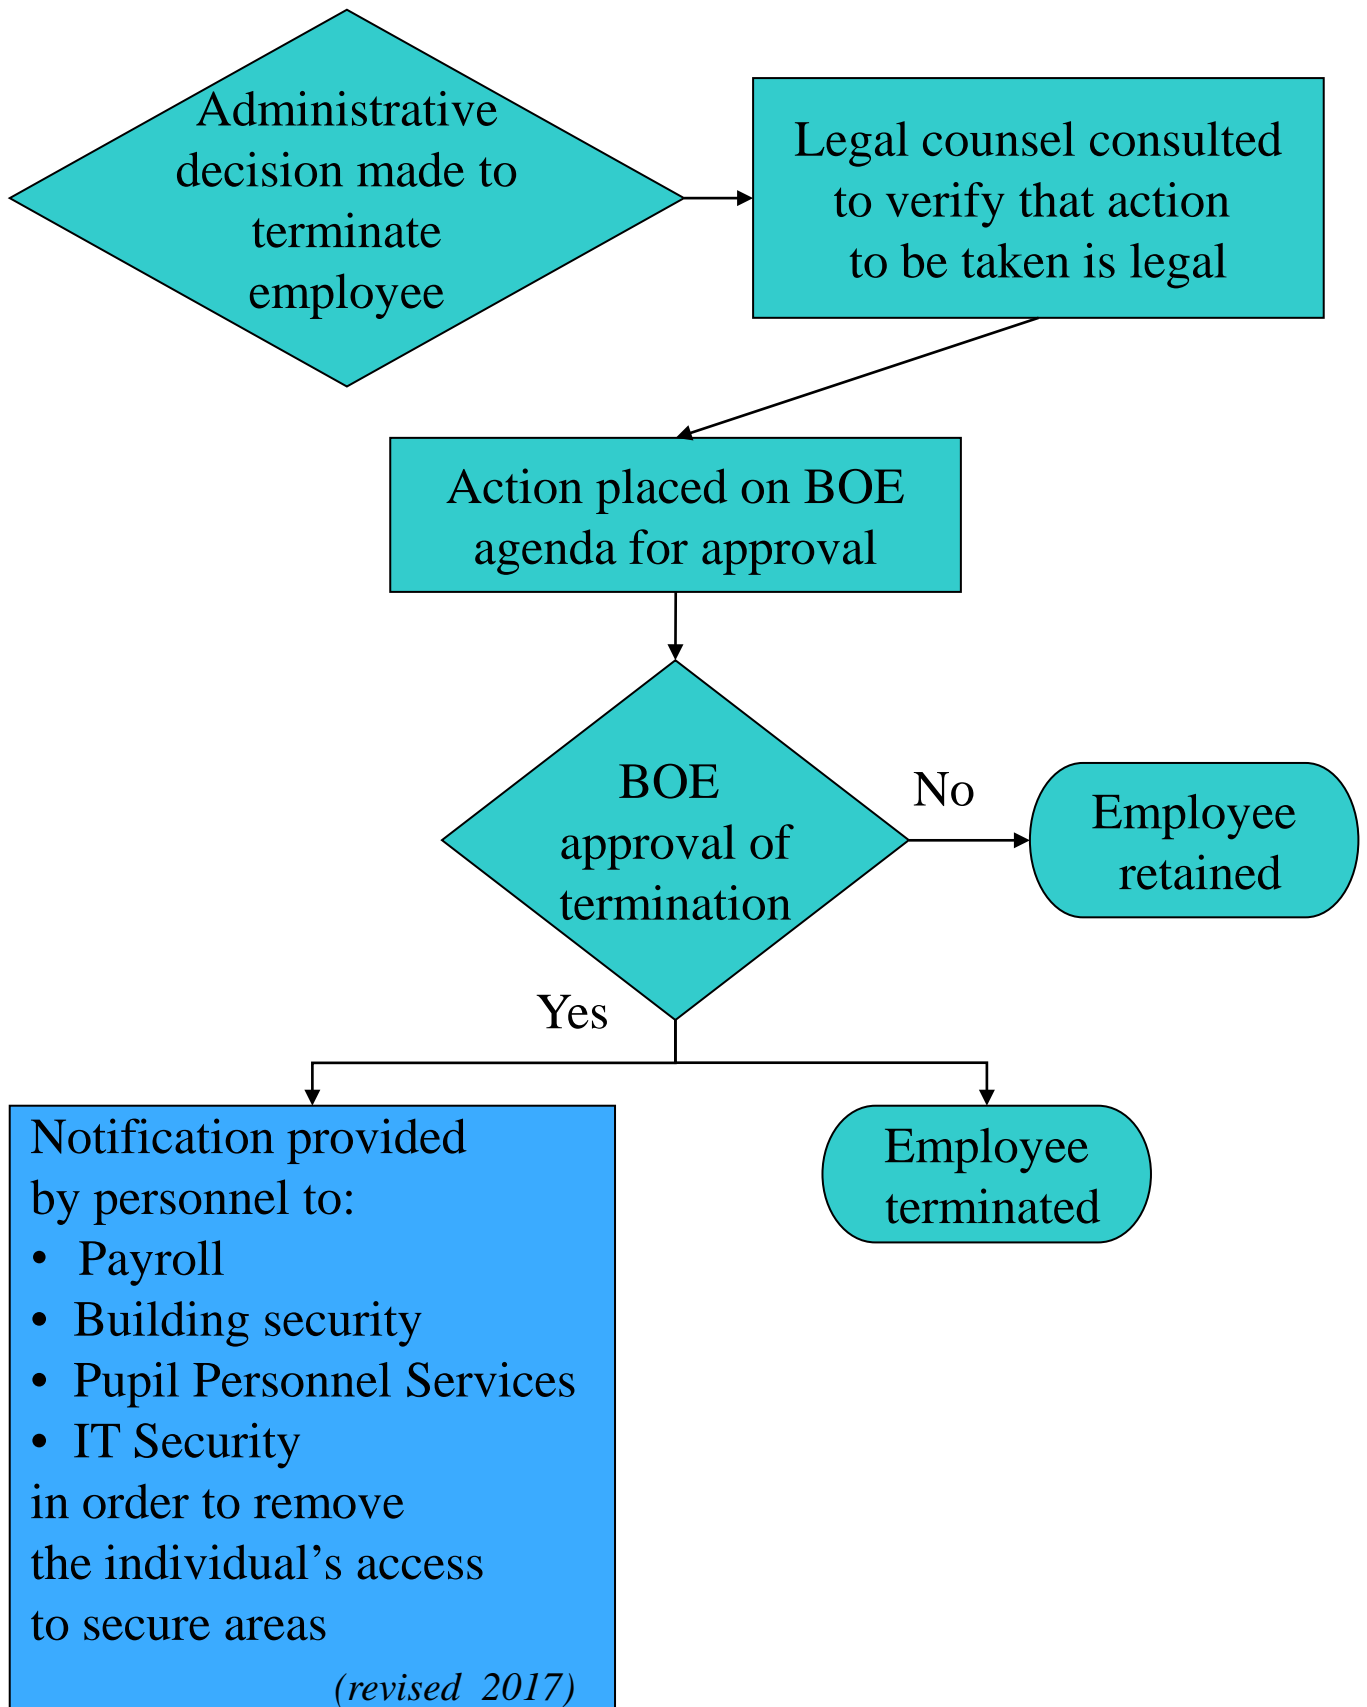 Administrative
decision made to
terminate
employee
Legal counsel consulted
to verify that action
to be taken is legal
Action placed on BOE
agenda for approval
BOE
approval of
termination
No
Employee
retained
Yes
Notification provided
by personnel to:
• Payroll
• Building security
• Pupil Personnel Services
• IT Security
in order to remove
the individual’s access
to secure areas
(revised 2017)
Employee
terminated